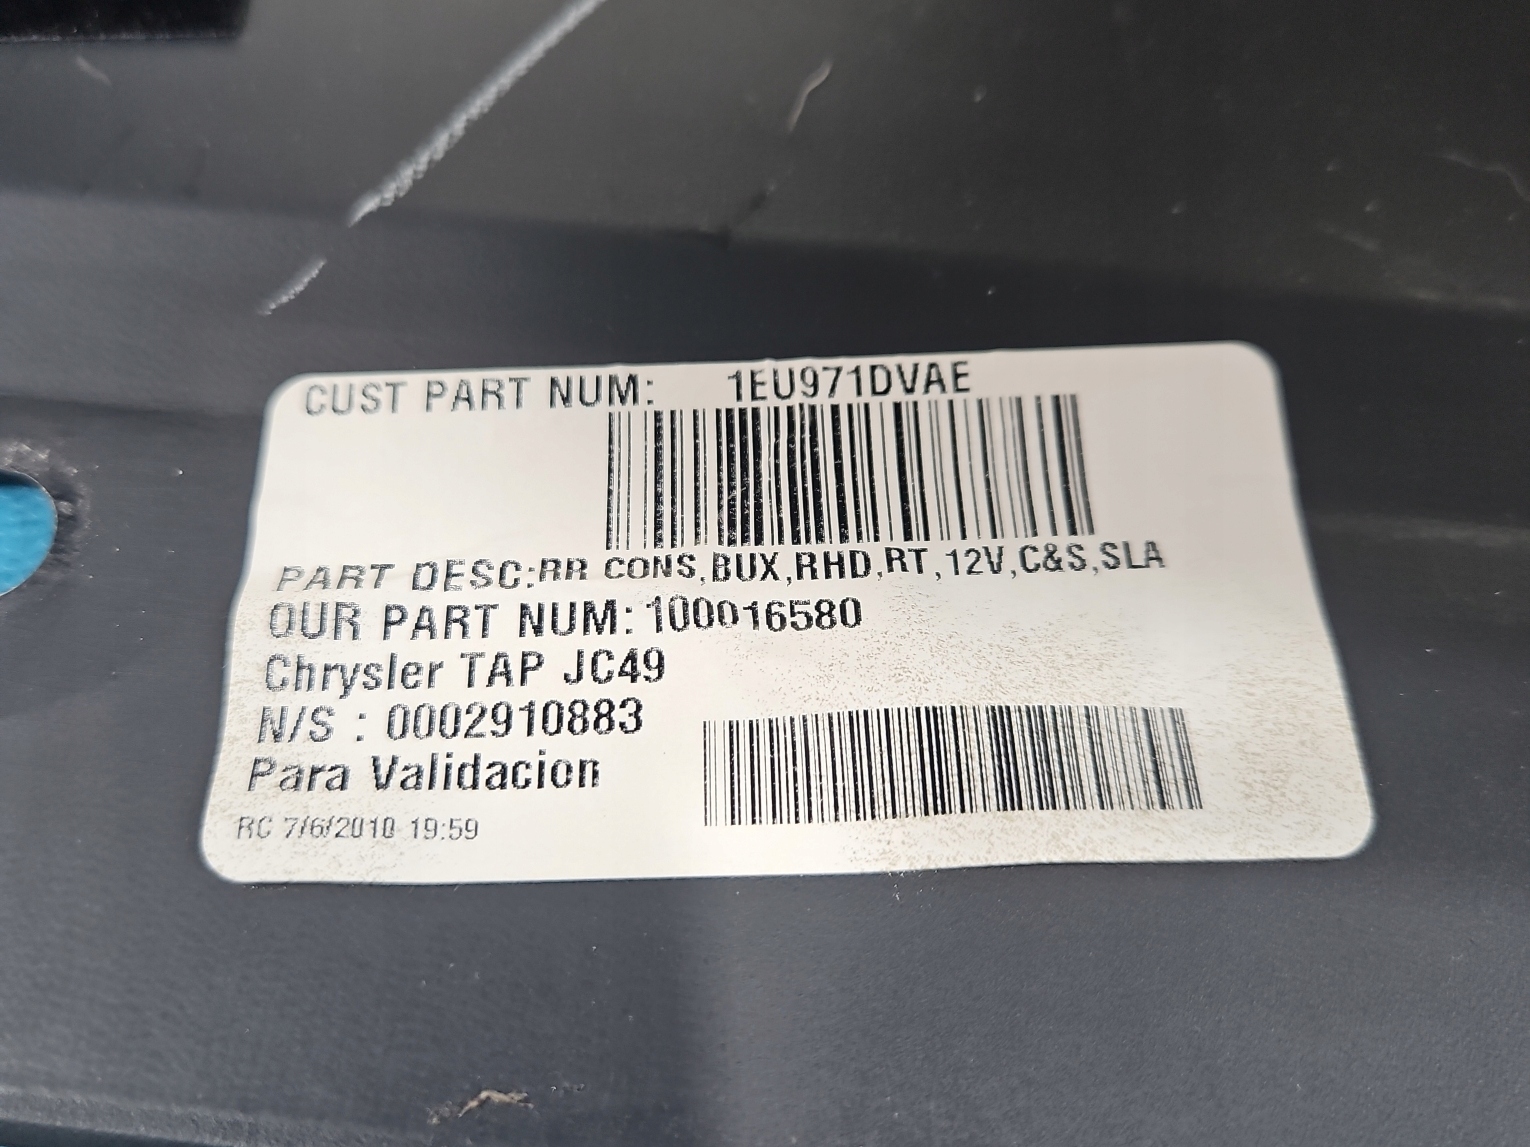 CUST PART NUM: 1EU971DVAE
PART DESC:RR CONS,BUX,RHD,RT,12V,C&S,SLA
OUR PART NUM:100016580
Chrysler TAP JC49
N/S : 0002910883
Para Validacion
RC 7/6/2010 19:59